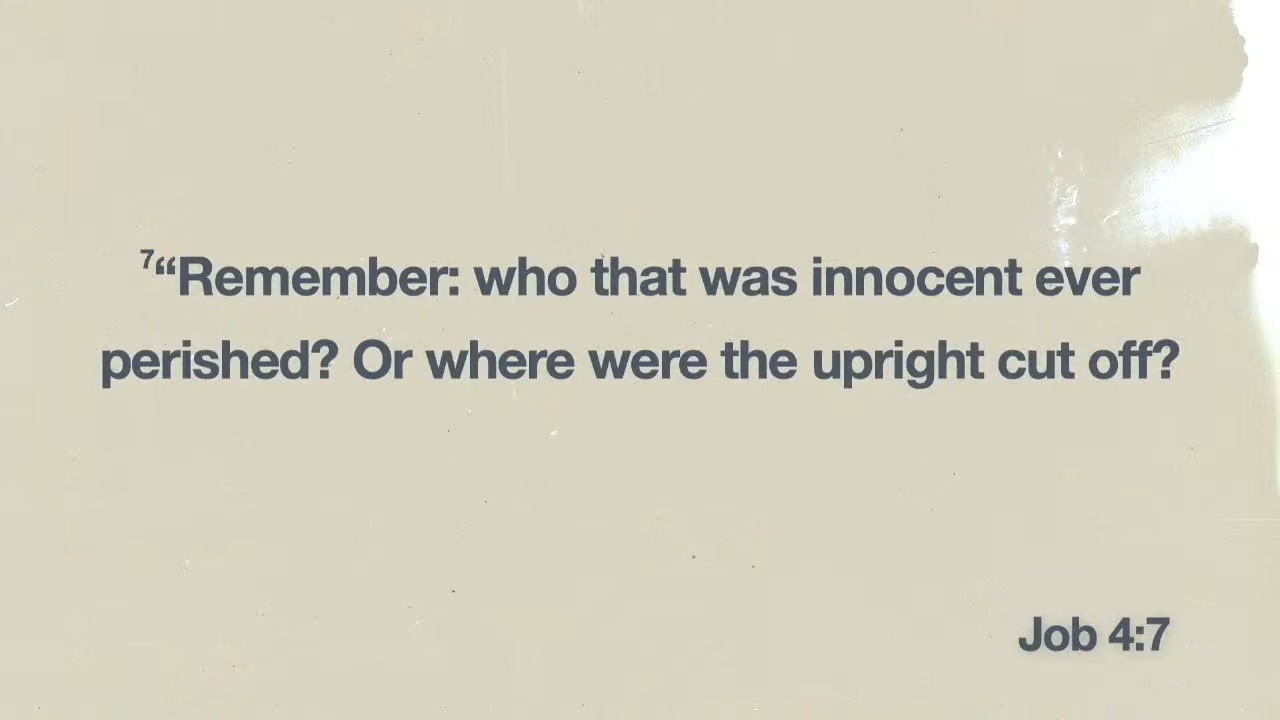 ⁷“Remember: who that was innocent ever
perished? Or where were the upright cut off?
Job 4:7